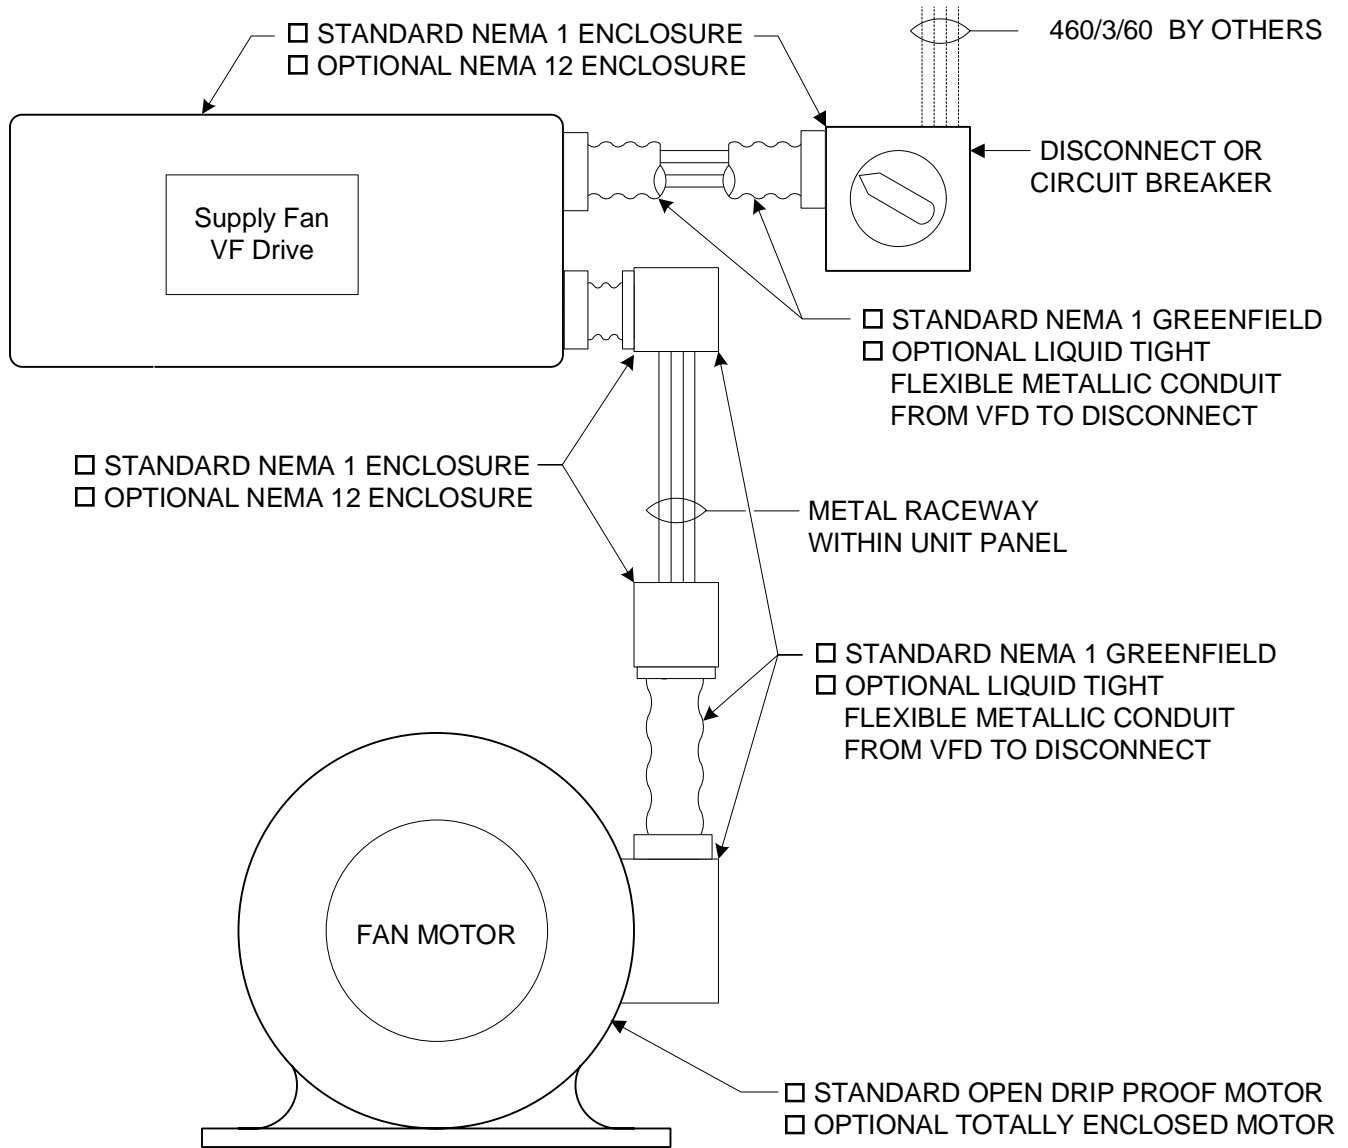 ☐ STANDARD NEMA 1 ENCLOSURE
☐ OPTIONAL NEMA 12 ENCLOSURE
460/3/60 BY OTHERS
DISCONNECT OR
CIRCUIT BREAKER
Supply Fan
VF Drive
☐ STANDARD NEMA 1 GREENFIELD
☐ OPTIONAL LIQUID TIGHT
FLEXIBLE METALLIC CONDUIT
FROM VFD TO DISCONNECT
☐ STANDARD NEMA 1 ENCLOSURE
☐ OPTIONAL NEMA 12 ENCLOSURE
METAL RACEWAY
WITHIN UNIT PANEL
☐ STANDARD NEMA 1 GREENFIELD
☐ OPTIONAL LIQUID TIGHT
FLEXIBLE METALLIC CONDUIT
FROM VFD TO DISCONNECT
FAN MOTOR
☐ STANDARD OPEN DRIP PROOF MOTOR
☐ OPTIONAL TOTALLY ENCLOSED MOTOR